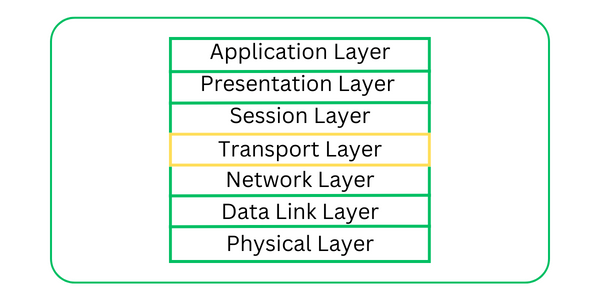 Application Layer
Presentation Layer
Session Layer
Transport Layer
Network Layer
Data Link Layer
Physical Layer